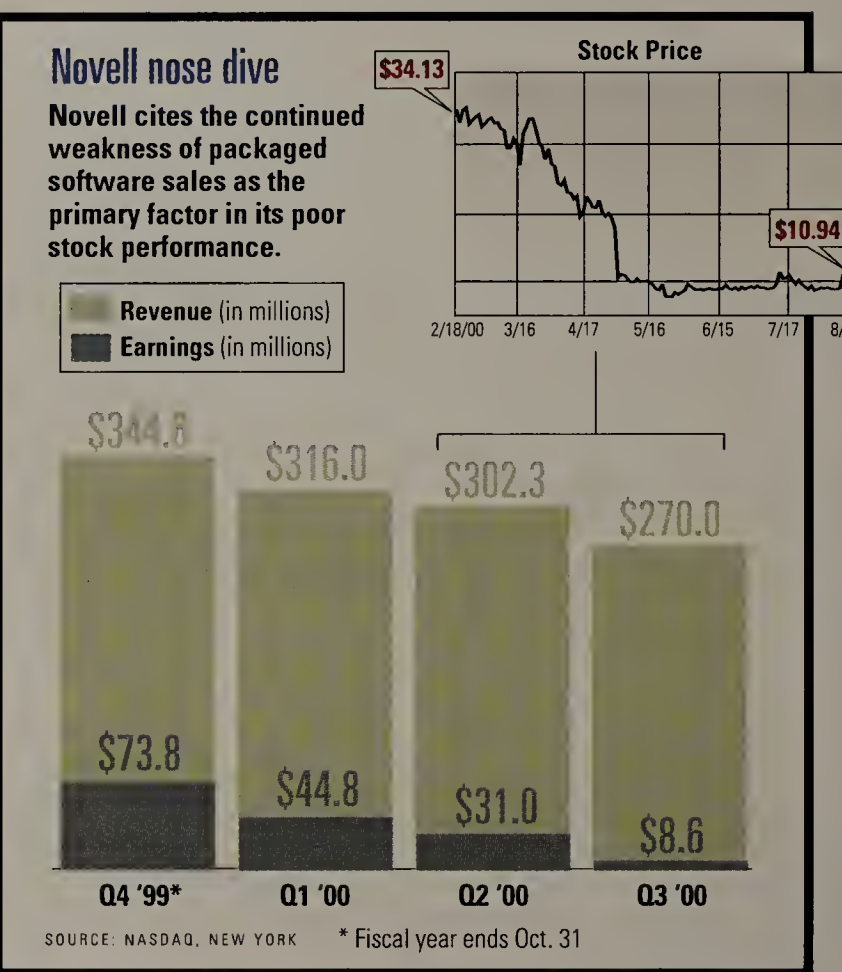 Novell nose dive
Novell cites the continued
weakness of packaged
software sales as the
primary factor in its poor
stock performance.
Revenue (in millions)
Earnings (in millions)
Stock Price
$34.13
$10.94
2/18/00 3/16 4/17 5/16 6/15 7/17 8/
$344.8
$316.0
$302.3
$270.0
$73.8
$44.8
$31.0
$8.6
Q4 '99* Q1 '00 Q2 '00 Q3 '00
SOURCE: NASDAQ, NEW YORK * Fiscal year ends Oct. 31